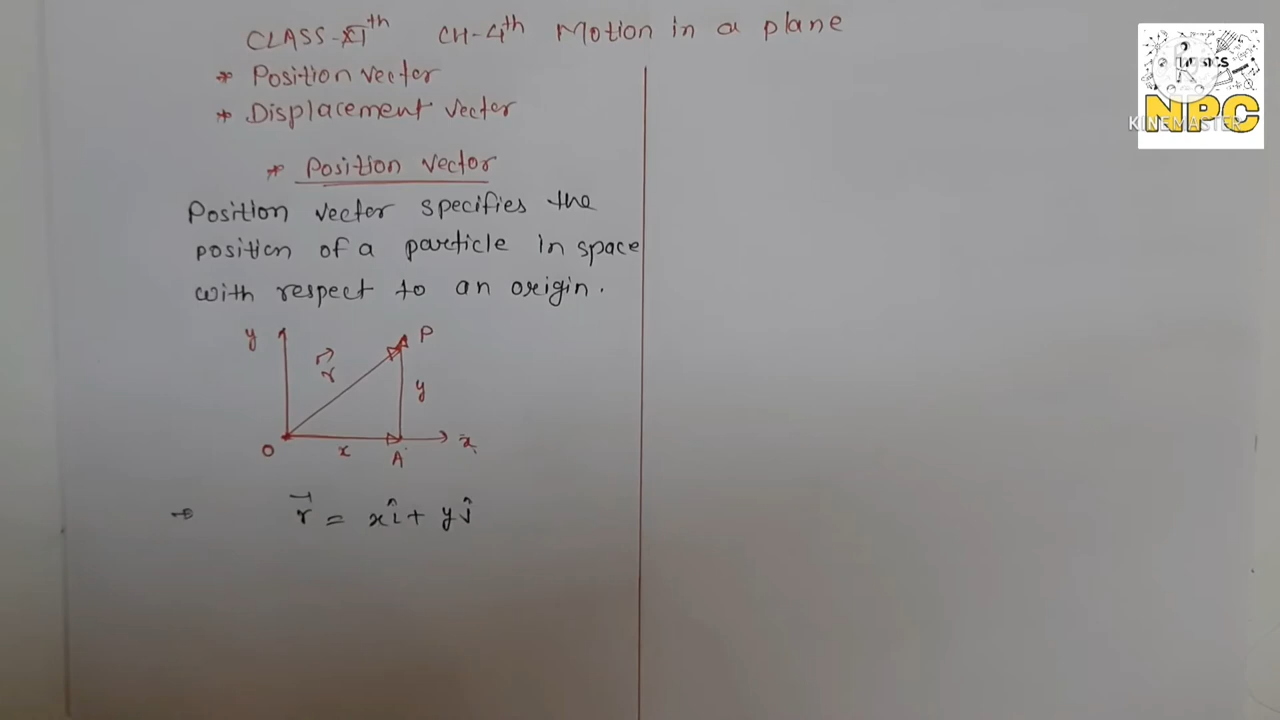 CLASS-XIth CH-4th Motion in a plane
* Position vector
* Displacement vector
* Position vector
Position vector specifies the
position of a particle in space
with respect to an origin.
y
P
r⃗
y
O
x
A
x
→ r⃗ = xî + yĵ
PHYSICS
NPC
KINEMASTER